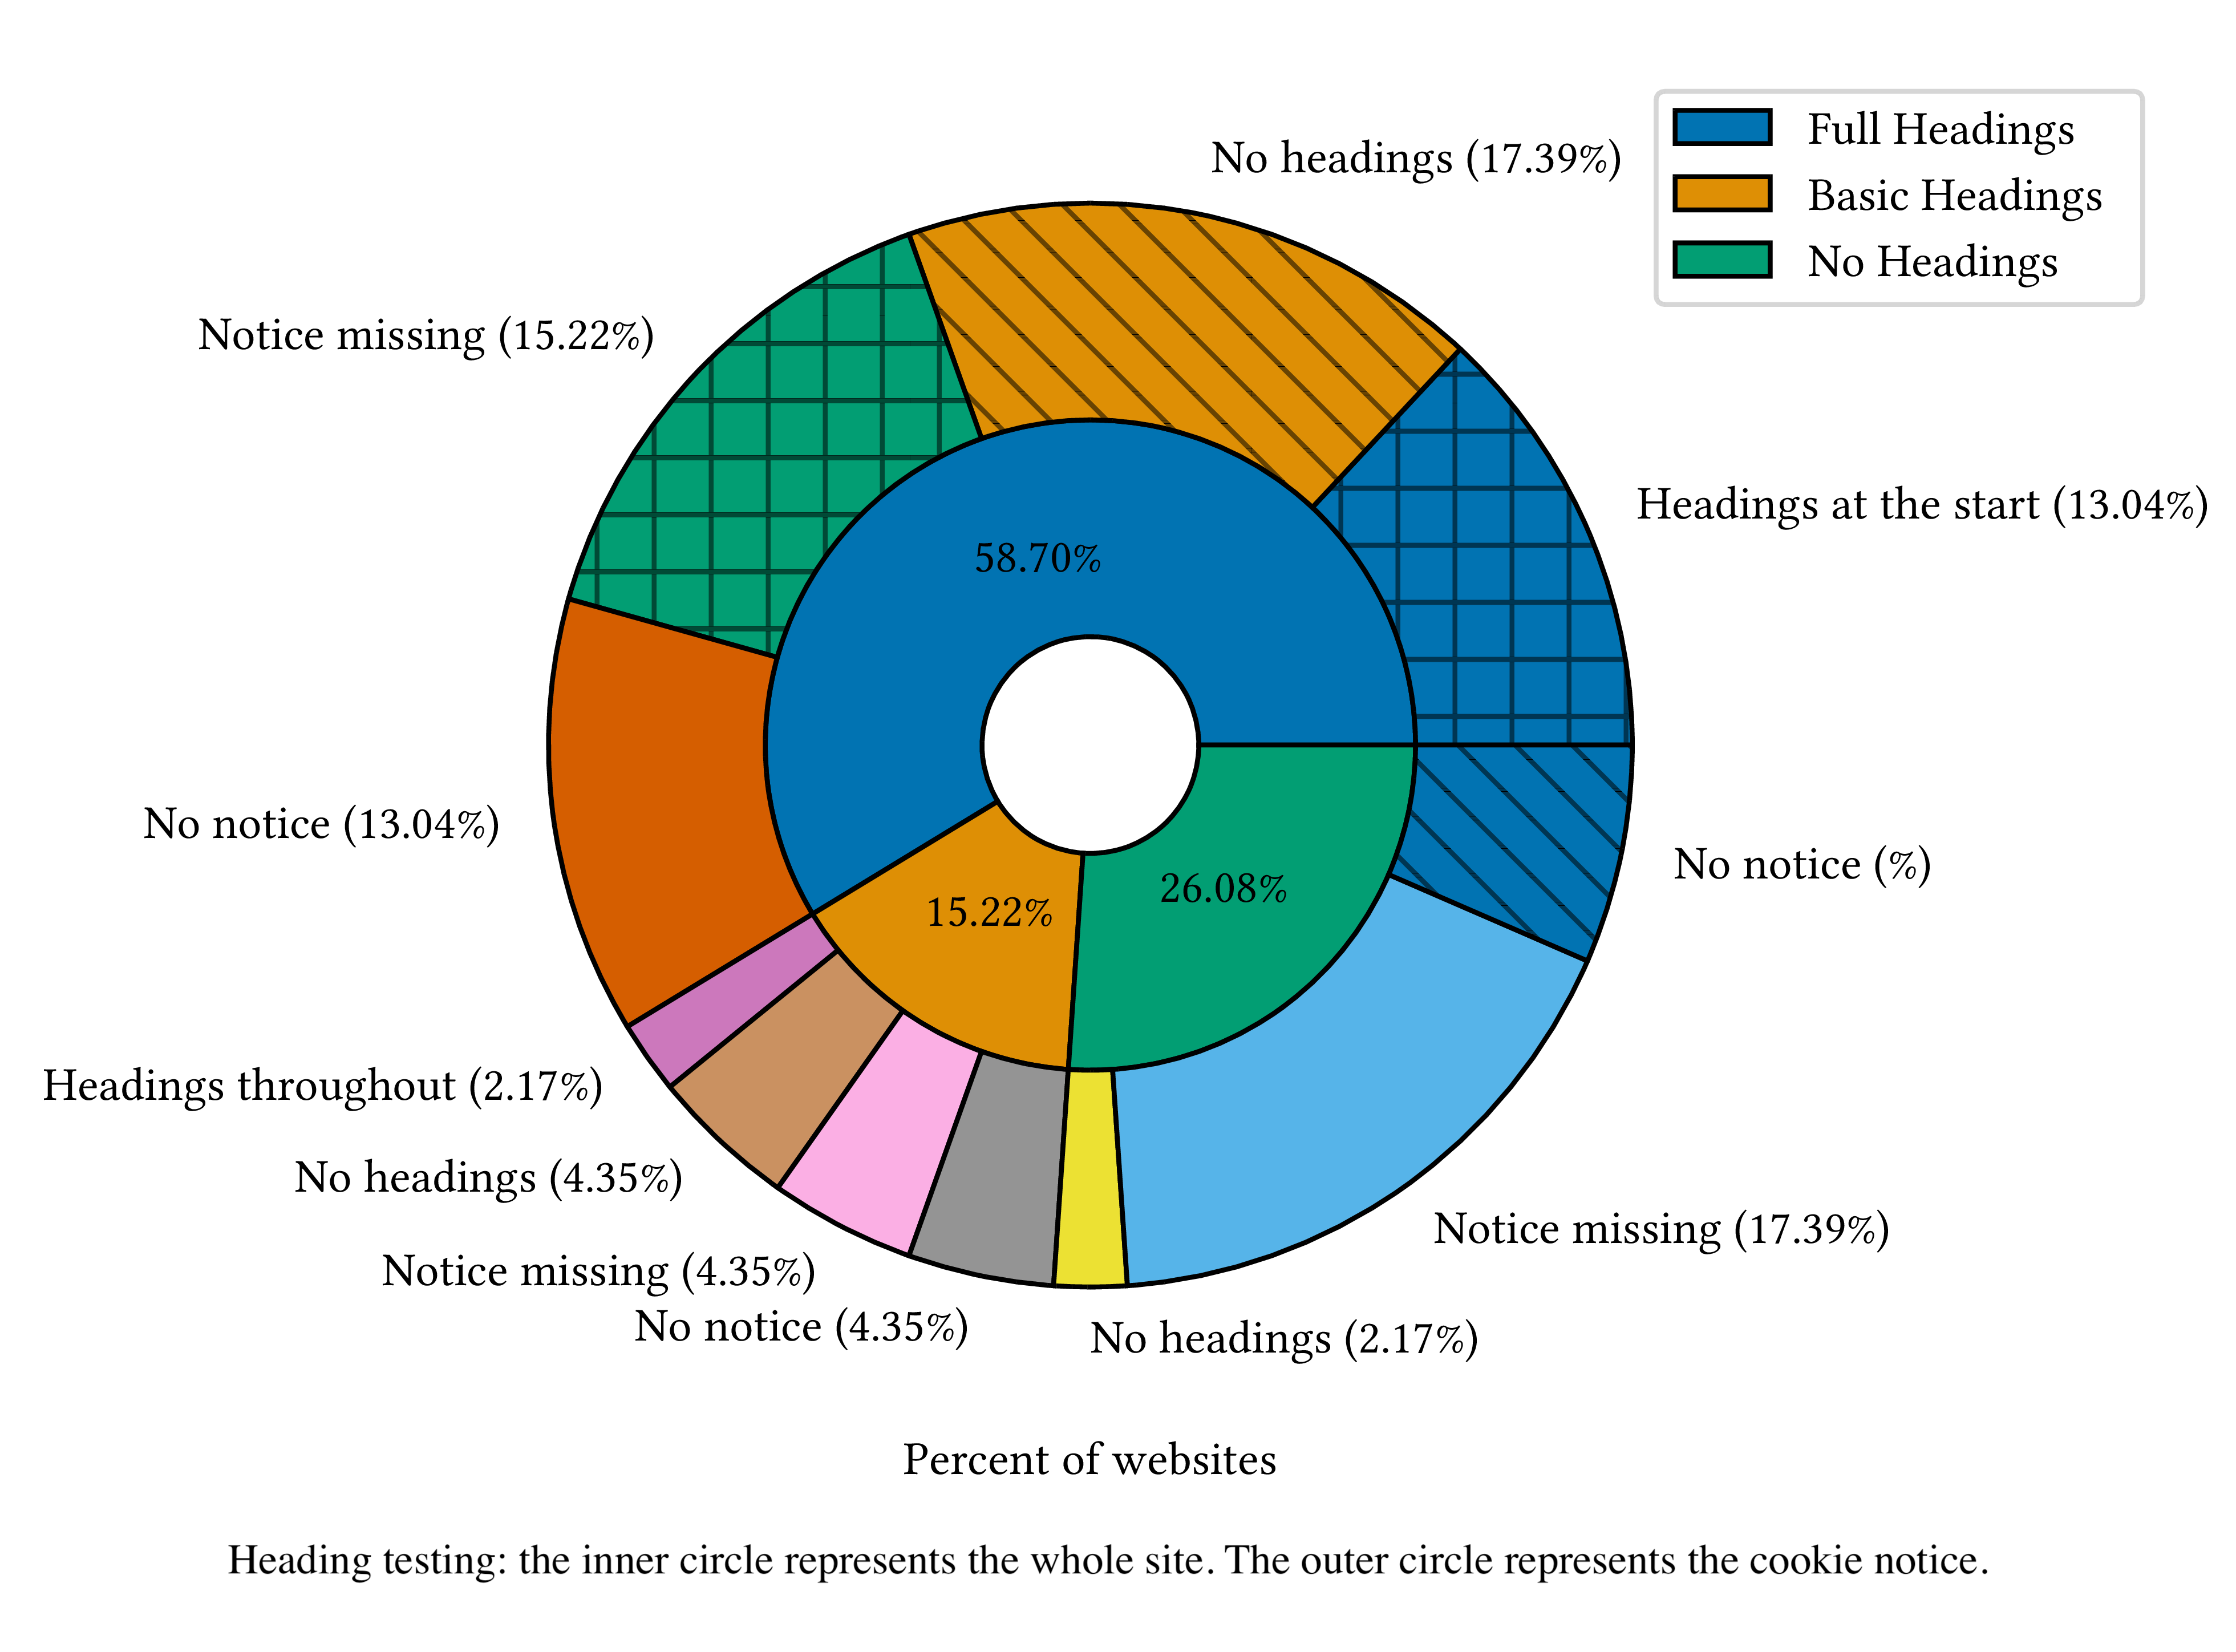 No headings (17.39%)
Full Headings
Basic Headings
No Headings
Notice missing (15.22%)
Headings at the start (13.04%)
58.70%
No notice (13.04%)
No notice (%)
15.22%
26.08%
Headings throughout (2.17%)
No headings (4.35%)
Notice missing (17.39%)
Notice missing (4.35%)
No notice (4.35%)
No headings (2.17%)
Percent of websites
Heading testing: the inner circle represents the whole site. The outer circle represents the cookie notice.